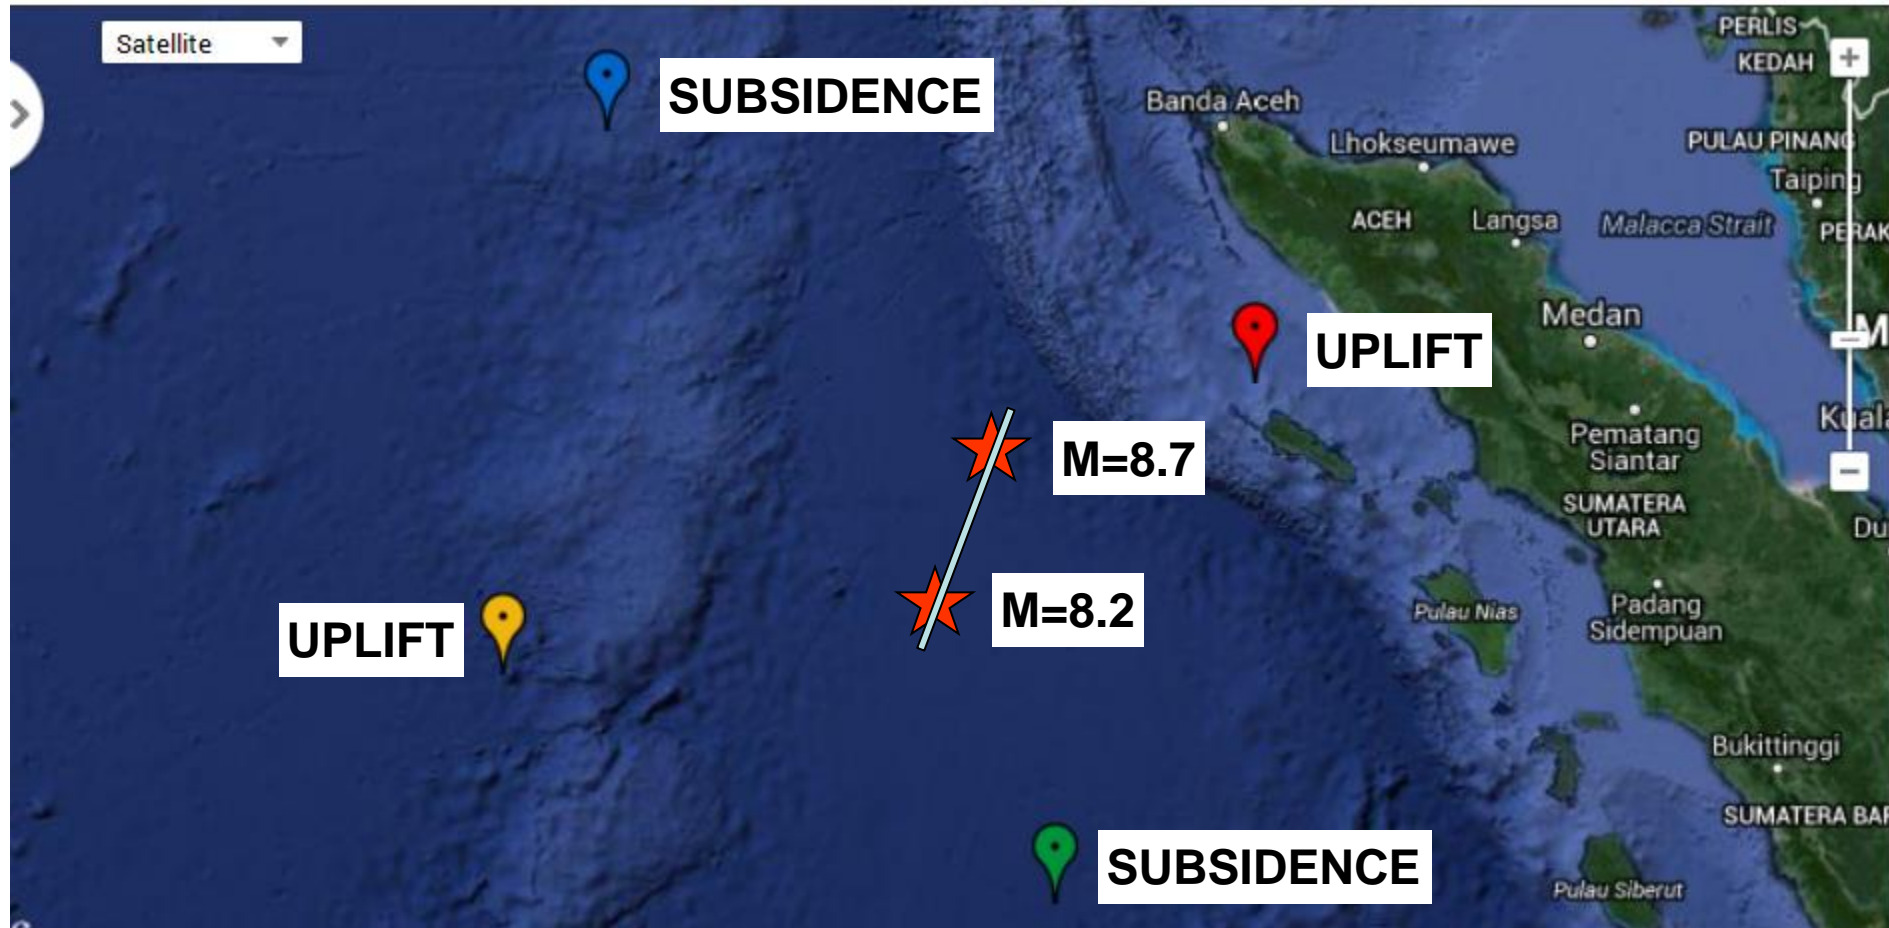 Satellite
SUBSIDENCE
PERLIS
KEDAH
Banda Aceh
Lhokseumawe
PULAU PINANG
Taiping
ACEH
Langsa
Malacca Strait
PERAK
Medan
UPLIFT
M=8.7
Pematang
Siantar
SUMATERA
UTARA
M=8.2
UPLIFT
Pulau Nias
Padang
Sidempuan
Bukittinggi
SUMATERA BAR
SUBSIDENCE
Pulau Siberut